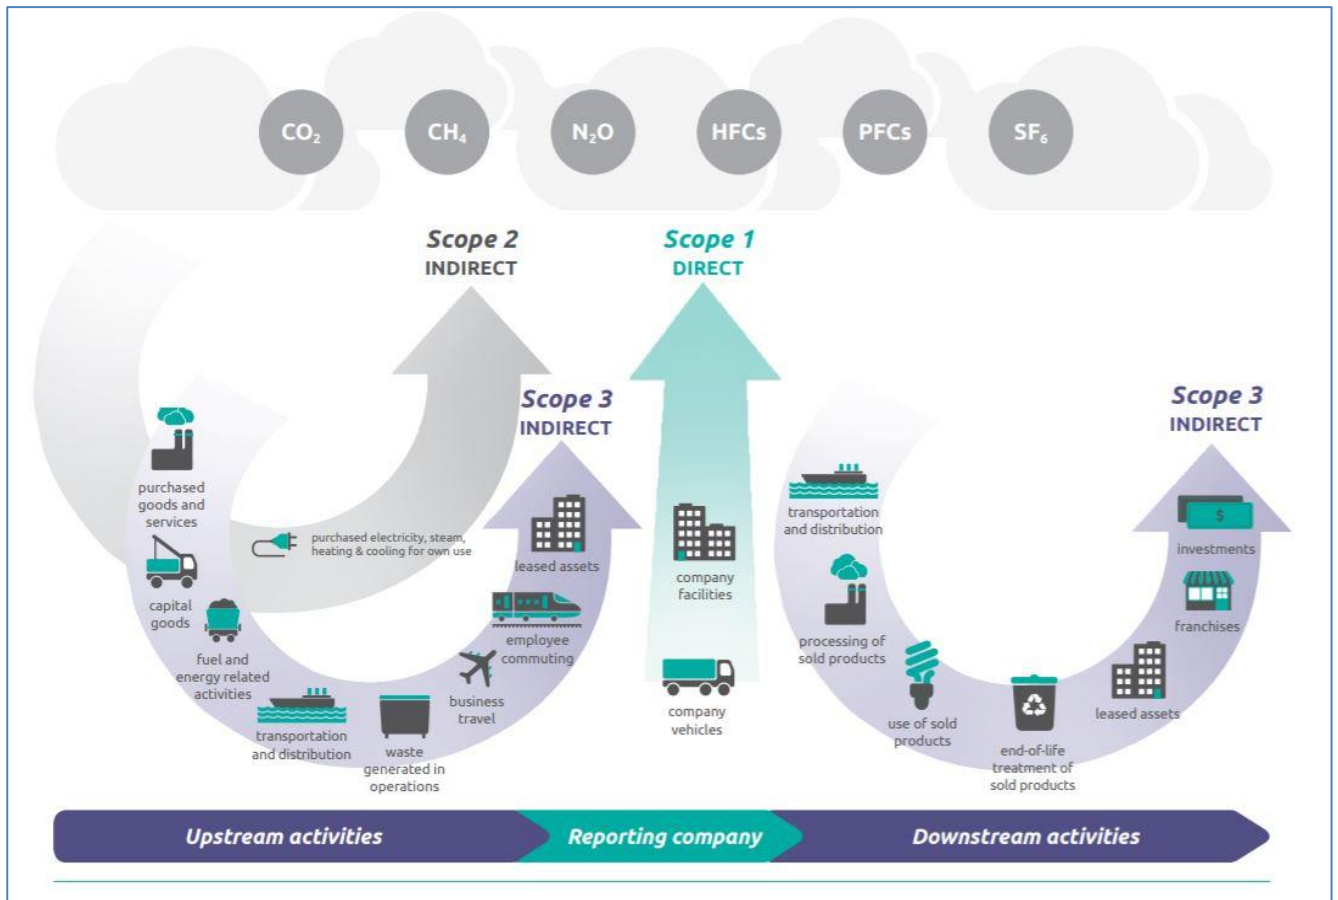 CO₂
CH₄
N₂O
HFCs
PFCs
SF₆
Scope 2
INDIRECT
Scope 1
DIRECT
Scope 3
INDIRECT
Scope 3
INDIRECT
purchased
goods and
services
capital
goods
fuel and
energy related
activities
transportation
and distribution
waste
generated in
operations
business
travel
employee
commuting
leased assets
purchased electricity, steam,
heating & cooling for own use
company
facilities
company
vehicles
transportation
and distribution
processing of
sold products
use of sold
products
end-of-life
treatment of
sold products
leased assets
franchises
$
investments
Upstream activities
Reporting company
Downstream activities